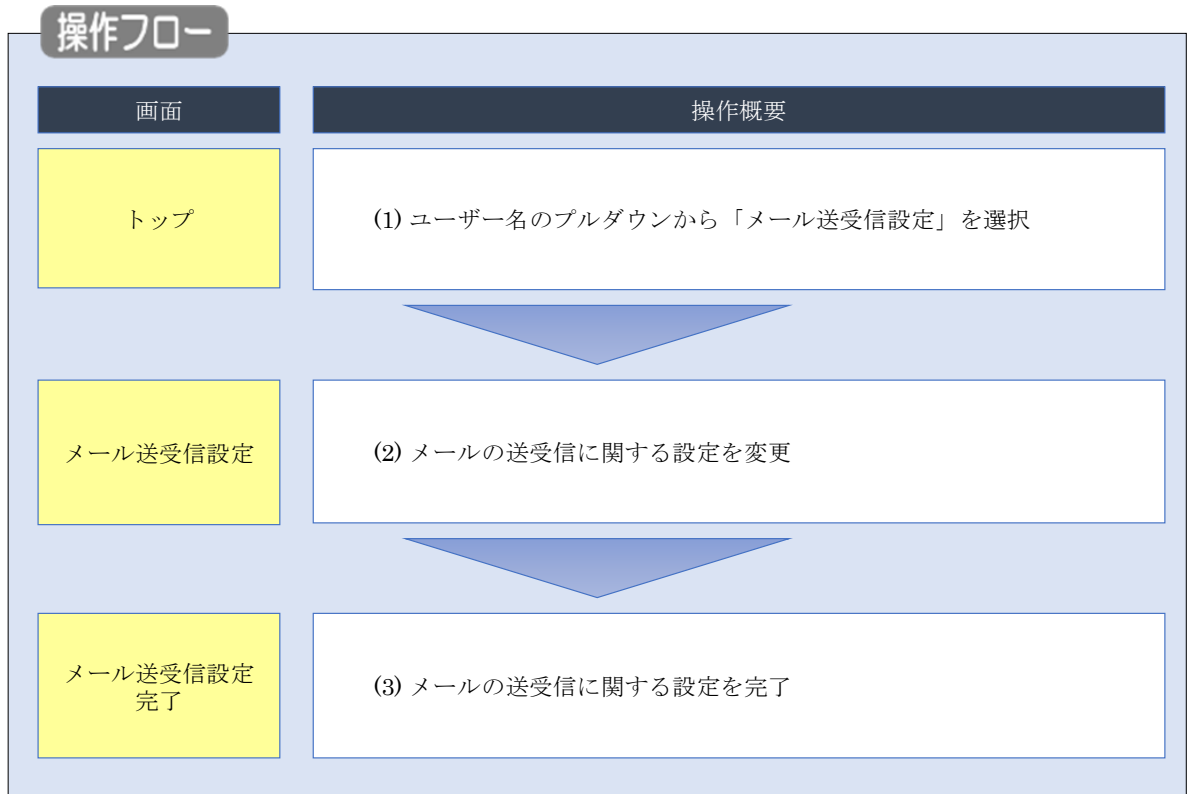 操作フロー
画面
操作概要
トップ
(1) ユーザー名のプルダウンから「メール送受信設定」を選択
メール送受信設定
(2) メールの送受信に関する設定を変更
メール送受信設定
完了
(3) メールの送受信に関する設定を完了